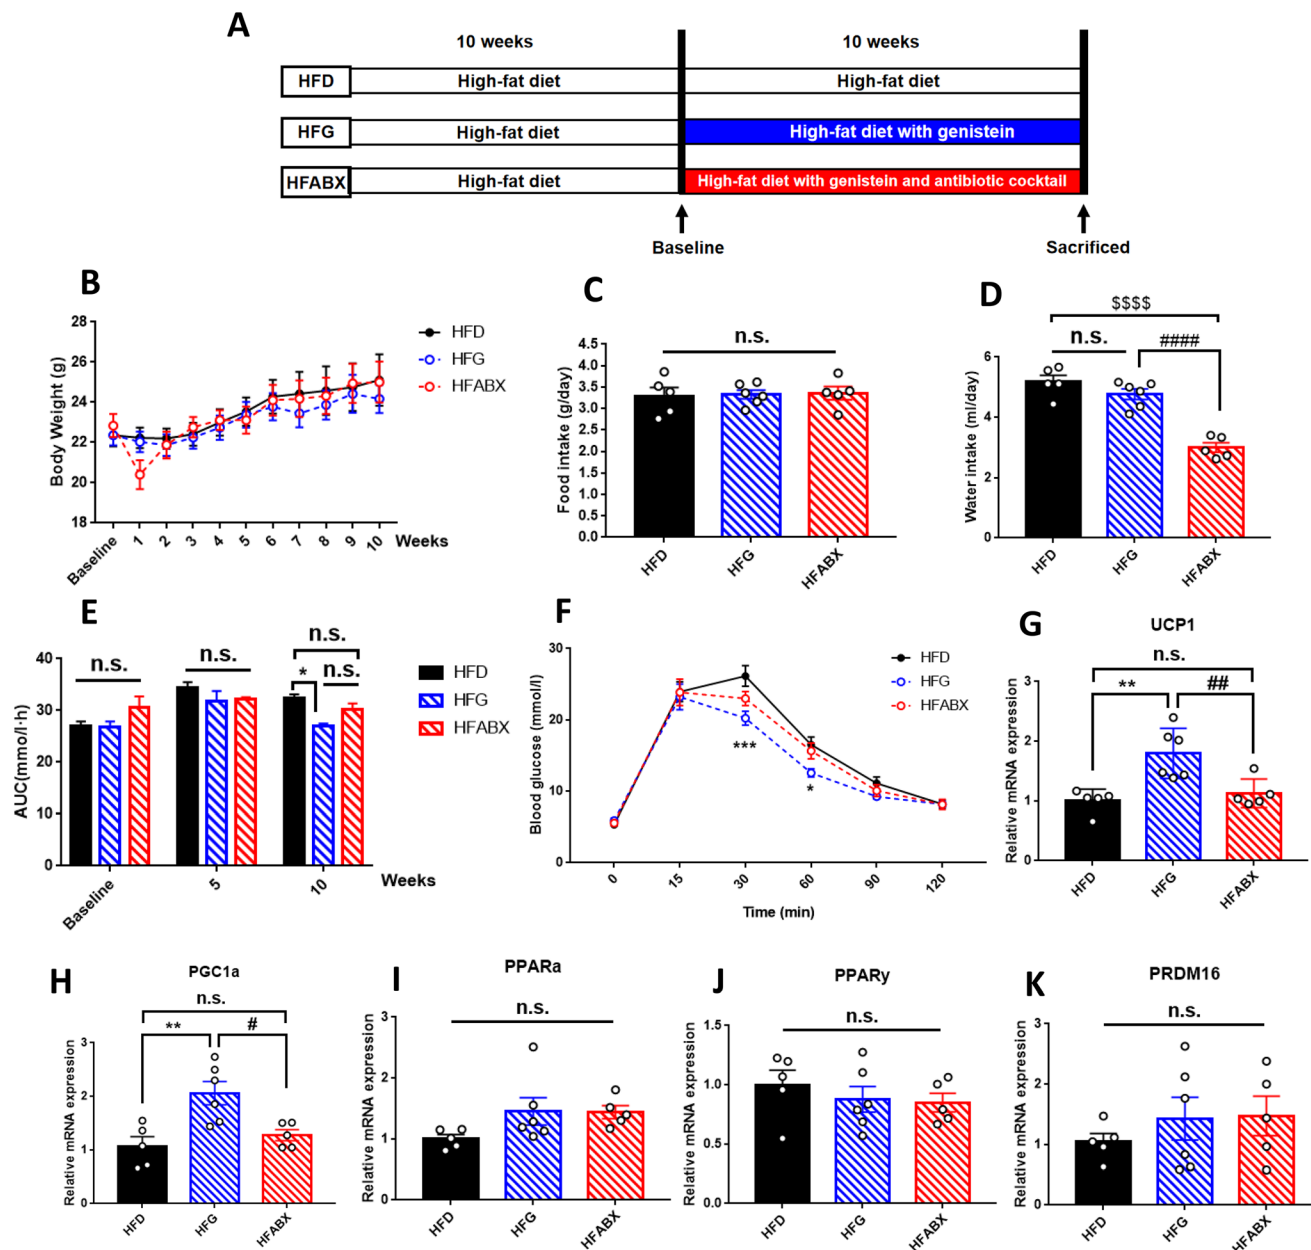 A
10 weeks 10 weeks
HFD High-fat diet High-fat diet
HFG High-fat diet High-fat diet with genistein
HFABX High-fat diet High-fat diet with genistein and antibiotic cocktail
Baseline Sacrificed
B
Body Weight (g)
28
26
24
22
20
18
Baseline 1 2 3 4 5 6 7 8 9 10 Weeks
HFD
HFG
HFABX
C
n.s.
Food intake (g/day)
4.5
4.0
3.5
3.0
2.5
2.0
1.5
1.0
0.5
0.0
HFD HFG HFABX
D
$$$$
n.s. ####
Water intake (ml/day)
6
4
2
0
HFD HFG HFABX
E
n.s. n.s. n.s.
* n.s.
AUC(mmo/l·h)
40
30
20
10
0
Baseline 5 10 Weeks
HFD
HFG
HFABX
F
Blood glucose (mmol/l)
30
20
10
0
***
*
0 15 30 60 90 120
Time (min)
HFD
HFG
HFABX
G
UCP1
n.s.
** ##
Relative mRNA expression
3
2
1
0
HFD HFG HFABX
H
PGC1a
n.s.
** #
Relative mRNA expression
3
2
1
0
HFD HFG HFABX
I
PPARa
n.s.
Relative mRNA expression
3
2
1
0
HFD HFG HFABX
J
PPARy
n.s.
Relative mRNA expression
1.5
1.0
0.5
0.0
HFD HFG HFABX
K
PRDM16
n.s.
Relative mRNA expression
3
2
1
0
HFD HFG HFABX